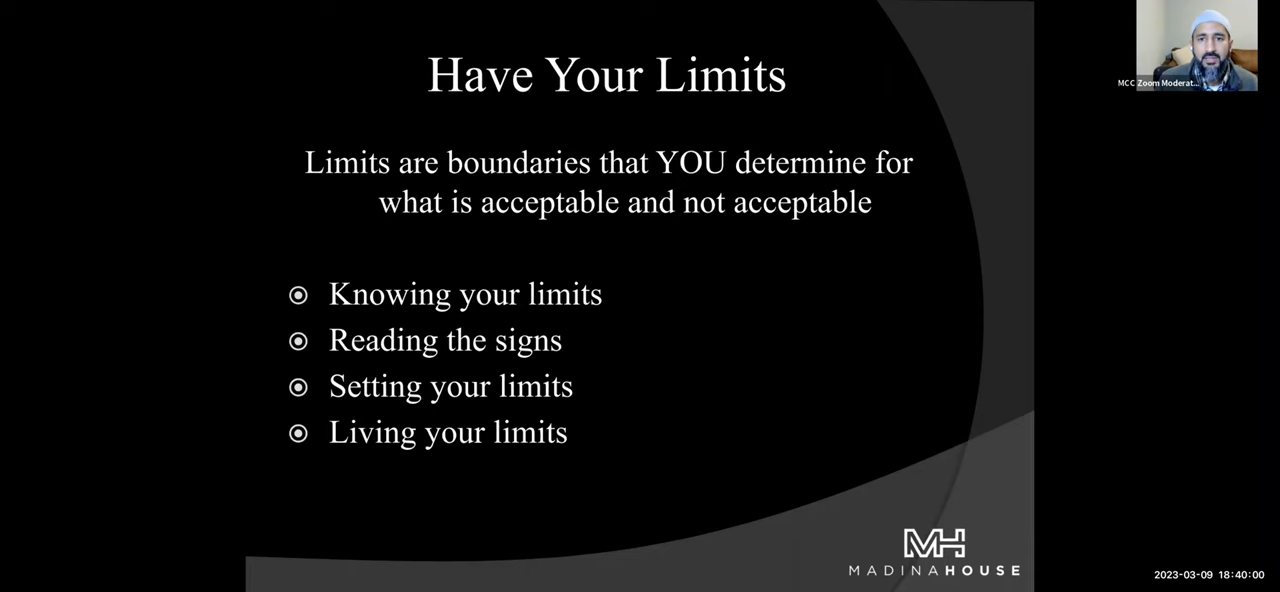 Have Your Limits
MCC Zoom Moderat...
Limits are boundaries that YOU determine for
what is acceptable and not acceptable
Knowing your limits
Reading the signs
Setting your limits
Living your limits
MH
MADINAHOUSE
2023-03-09 18:40:00